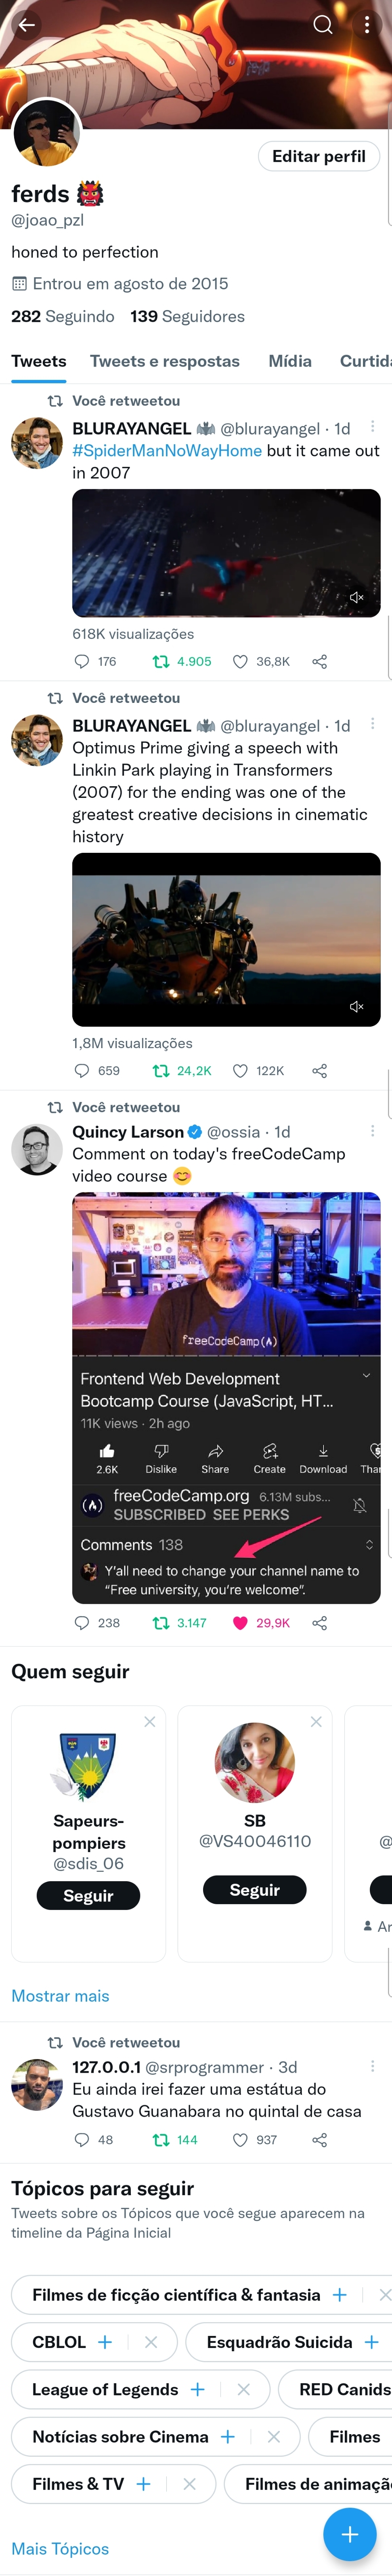 Editar perfil
ferds 👹
@joao_pzl
honed to perfection
Entrou em agosto de 2015
282 Seguindo 139 Seguidores
Tweets Tweets e respostas Mídia Curtid
Você retweetou
BLURAYANGEL 🦇 @blurayangel · 1d
#SpiderManNoWayHome but it came out
in 2007
618K visualizações
176 4.905 36,8K
Você retweetou
BLURAYANGEL 🦇 @blurayangel · 1d
Optimus Prime giving a speech with
Linkin Park playing in Transformers
(2007) for the ending was one of the
greatest creative decisions in cinematic
history
1,8M visualizações
659 24,2K 122K
Você retweetou
Quincy Larson @ossia · 1d
Comment on today's freeCodeCamp
video course 😊
freeCodeCamp(🔥)
Frontend Web Development
Bootcamp Course (JavaScript, HT...
11K views · 2h ago
2.6K Dislike Share Create Download Than
freeCodeCamp.org 6.13M subs...
SUBSCRIBED SEE PERKS
Comments 138
Y'all need to change your channel name to
“Free university, you're welcome”.
238 3.147 29,9K
Quem seguir
Sapeurs-
pompiers
@sdis_06
Seguir
SB
@VS40046110
Seguir
@
Ar
Mostrar mais
Você retweetou
127.0.0.1 @srprogrammer · 3d
Eu ainda irei fazer uma estátua do
Gustavo Guanabara no quintal de casa
48 144 937
Tópicos para seguir
Tweets sobre os Tópicos que você segue aparecem na
timeline da Página Inicial
Filmes de ficção científica & fantasia
CBLOL Esquadrão Suicida
League of Legends RED Canids
Notícias sobre Cinema Filmes
Filmes & TV Filmes de animaçã
Mais Tópicos